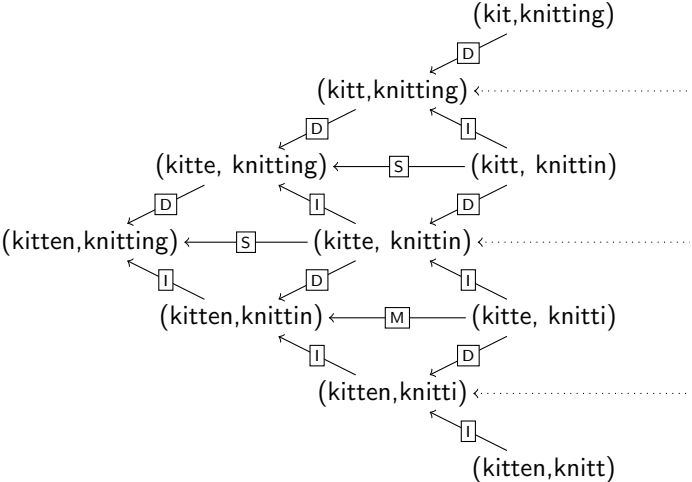 (kit,knitting)
D
(kitt,knitting)
D I
(kitte, knitting) S (kitt, knittin)
D I D
(kitten,knitting) S (kitte, knittin)
I D I
(kitten,knittin) M (kitte, knitti)
I D
(kitten,knitti)
I
(kitten,knitt)